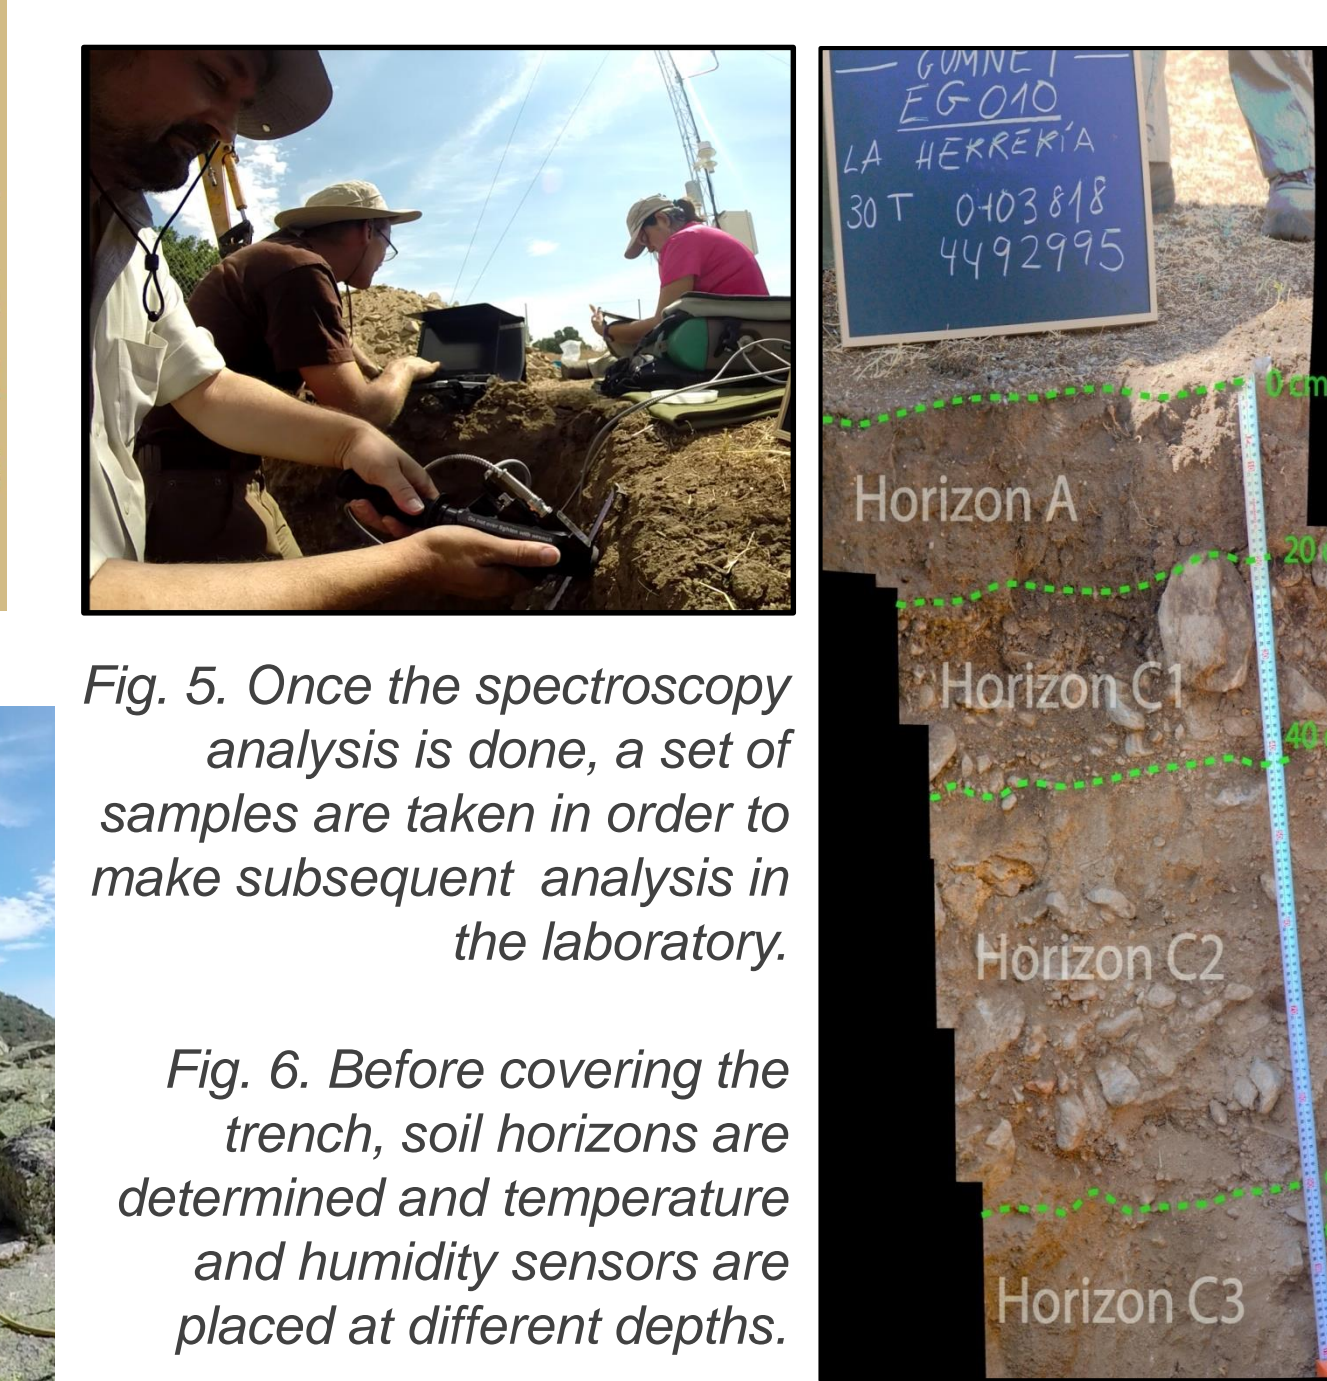 Fig. 5. Once the spectroscopy
analysis is done, a set of
samples are taken in order to
make subsequent analysis in
the laboratory.
Fig. 6. Before covering the
trench, soil horizons are
determined and temperature
and humidity sensors are
placed at different depths.
EG010
LA HERRERÍA
30T 0403818
4492995
0 cm
Horizon A
20
Horizon C1
40
Horizon C2
Horizon C3